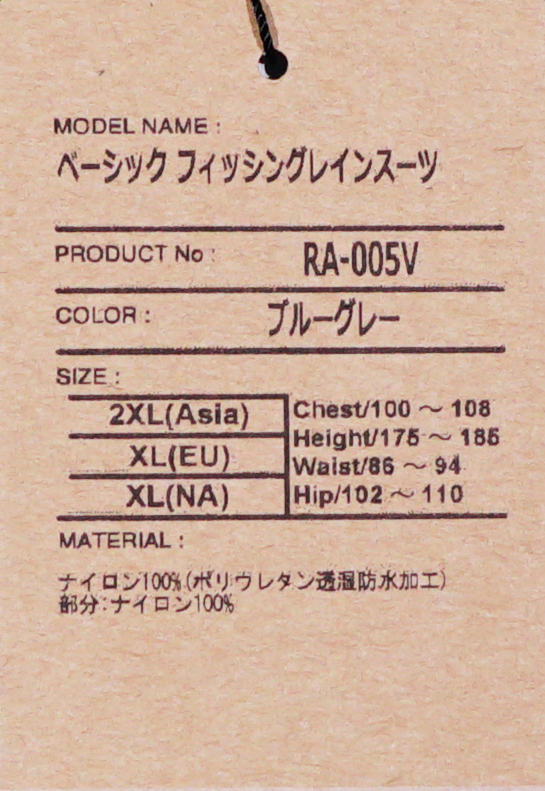 MODEL NAME :
ベーシック フィッシングレインスーツ
PRODUCT No : RA-005V
COLOR : ブルーグレー
SIZE :
2XL(Asia)
XL(EU)
XL(NA)
Chest/100 ～ 108
Height/175 ～ 185
Waist/86 ～ 94
Hip/102 ～ 110
MATERIAL :
ナイロン100%(ポリウレタン透湿防水加工)
部分:ナイロン100%